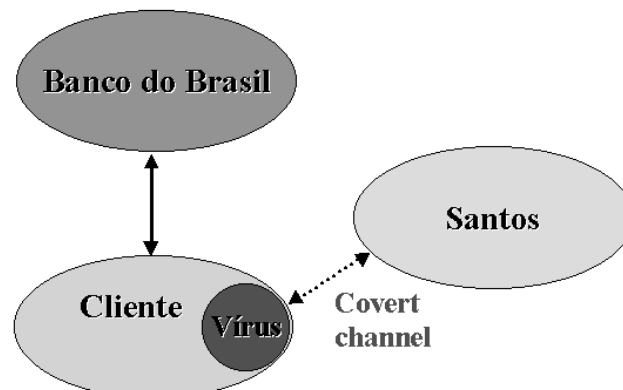 Banco do Brasil
Santos
Cliente
Vírus
Covert
channel